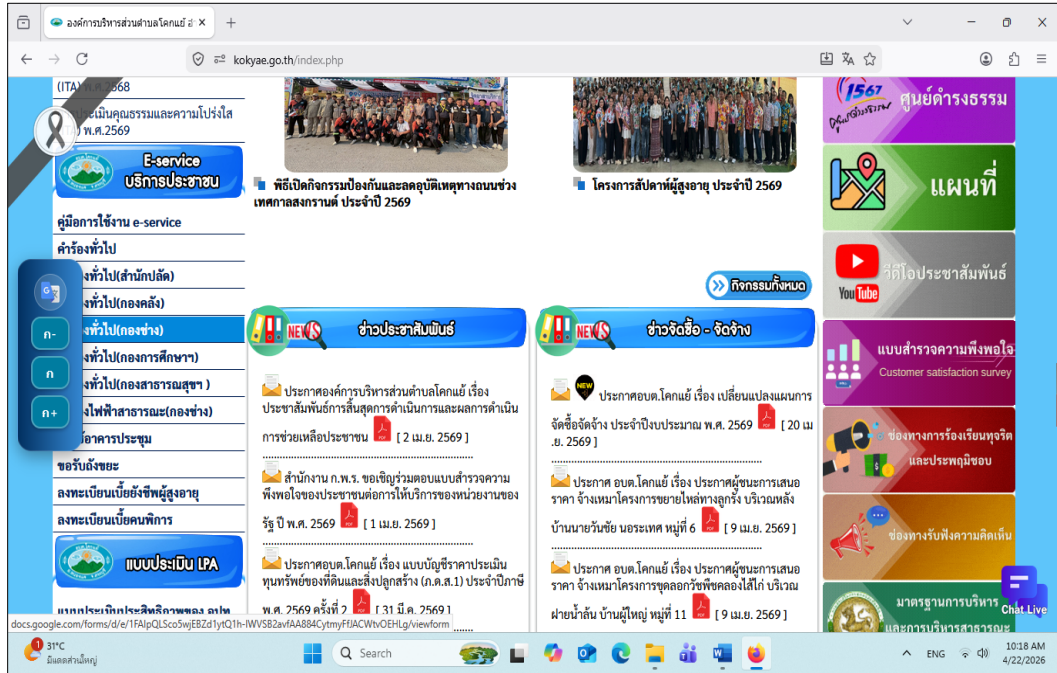 องค์การบริหารส่วนตำบลโคกแย้ อำ
kokyae.go.th/index.php
(ITA) พ.ศ.2568
ประเมินคุณธรรมและความโปร่งใส
พ.ศ.2569
E-service
บริการประชาชน
คู่มือการใช้งาน e-service
คำร้องทั่วไป
งทั่วไป(สำนักปลัด)
งทั่วไป(กองคลัง)
งทั่วไป(กองช่าง)
งทั่วไป(กองการศึกษาฯ)
งทั่วไป(กองสาธารณสุขฯ )
งไฟฟ้าสาธารณะ(กองช่าง)
อาคารประชุม
ขอรับถังขยะ
ลงทะเบียนเบี้ยยังชีพผู้สูงอายุ
ลงทะเบียนเบี้ยคนพิการ
แบบประเมิน LPA
แบบประเมินประสิทธิภาพของ อปท
G
ก-
ก
ก+
พิธีเปิดกิจกรรมป้องกันและลดอุบัติเหตุทางถนนช่วง
เทศกาลสงกรานต์ ประจำปี 2569
โครงการสัปดาห์ผู้สูงอายุ ประจำปี 2569
กิจกรรมทั้งหมด
NEWS
ข่าวประชาสัมพันธ์
ประกาศองค์การบริหารส่วนตำบลโคกแย้ เรื่อง
ประชาสัมพันธ์การสิ้นสุดการดำเนินการและผลการดำเนิน
การช่วยเหลือประชาชน [ 2 เม.ย. 2569 ]
สำนักงาน ก.พ.ร. ขอเชิญร่วมตอบแบบสำรวจความ
พึงพอใจของประชาชนต่อการให้บริการของหน่วยงานของ
รัฐ ปี พ.ศ. 2569 [ 1 เม.ย. 2569 ]
ประกาศอบต.โคกแย้ เรื่อง แบบบัญชีราคาประเมิน
ทุนทรัพย์ของที่ดินและสิ่งปลูกสร้าง (ภ.ด.ส.1) ประจำปีภาษี
พ.ศ. 2569 ครั้งที่ 2 [ 31 มี.ค. 2569 ]
NEWS
ข่าวจัดซื้อ - จัดจ้าง
NEW
ประกาศอบต.โคกแย้ เรื่อง เปลี่ยนแปลงแผนการ
จัดซื้อจัดจ้าง ประจำปีงบประมาณ พ.ศ. 2569 [ 20 เม
.ย. 2569 ]
ประกาศ อบต.โคกแย้ เรื่อง ประกาศผู้ชนะการเสนอ
ราคา จ้างเหมาโครงการขยายไหล่ทางลูกรัง บริเวณหลัง
บ้านนายวันชัย นอระเทศ หมู่ที่ 6 [ 9 เม.ย. 2569 ]
ประกาศ อบต.โคกแย้ เรื่อง ประกาศผู้ชนะการเสนอ
ราคา จ้างเหมาโครงการขุดลอกวัชพืชคลองไส้ไก่ บริเวณ
ฝายน้ำล้น บ้านผู้ใหญ่ หมู่ที่ 11 [ 9 เม.ย. 2569 ]
1567
ศูนย์ดำรงธรรม
ศูนย์ดำรงธรรม
แผนที่
YouTube
วีดีโอประชาสัมพันธ์
แบบสำรวจความพึงพอใจ
Customer satisfaction survey
ช่องทางการร้องเรียนทุจริต
และประพฤมิชอบ
ช่องทางรับฟังความคิดเห็น
มาตรฐานการบริหาร
และการบริหารสาธารณะ
Chat Live
docs.google.com/forms/d/e/1FAIpQLSco5wjEBZd1ytQ1h-IWVSB2avfAA884CytmyFfJACWtvOEHLg/viewform
1
31°C
มีแดดส่วนใหญ่
Search
ENG
10:18 AM
4/22/2026